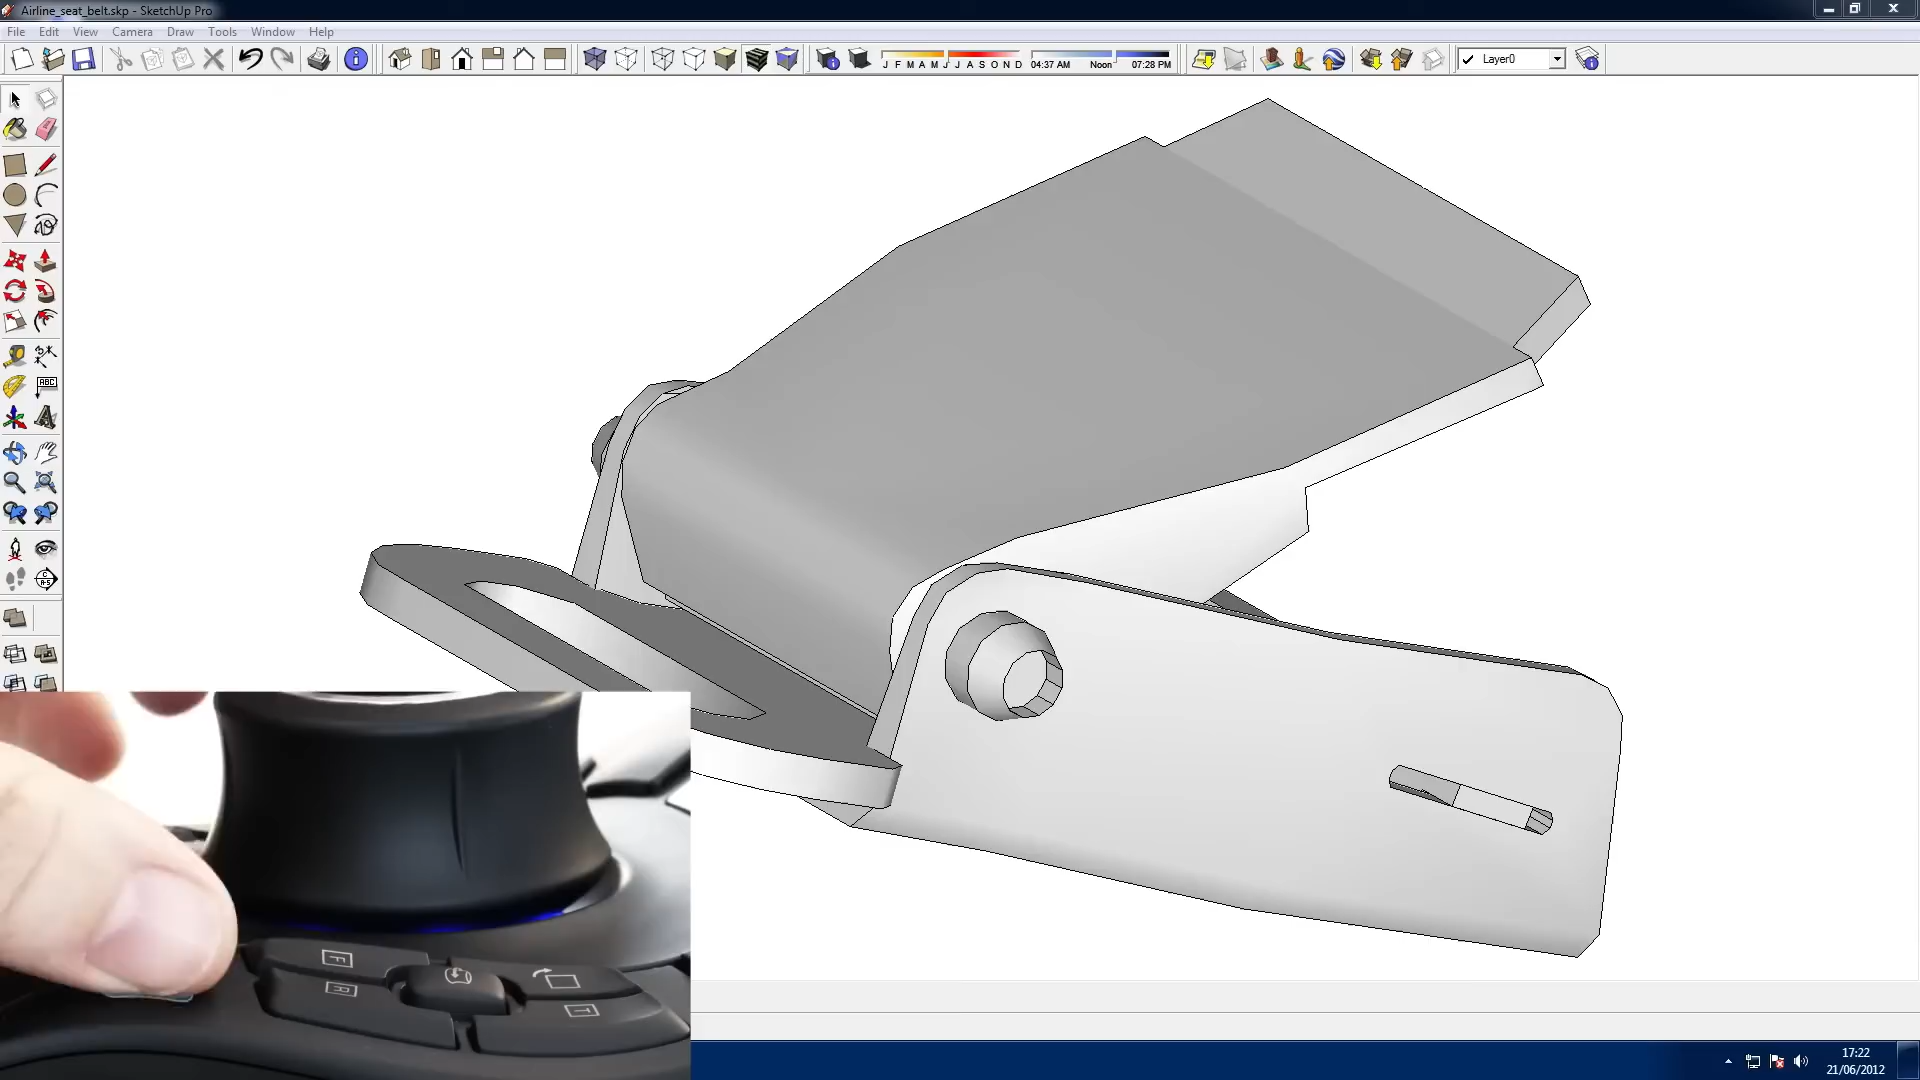 Airline_seat_belt.skp - SketchUp Pro
File Edit View Camera Draw Tools Window Help
J F M A M J J A S O N D 04:37 AM Noon 07:28 PM
Layer0
ABC
F
R
T
17:22
21/06/2012